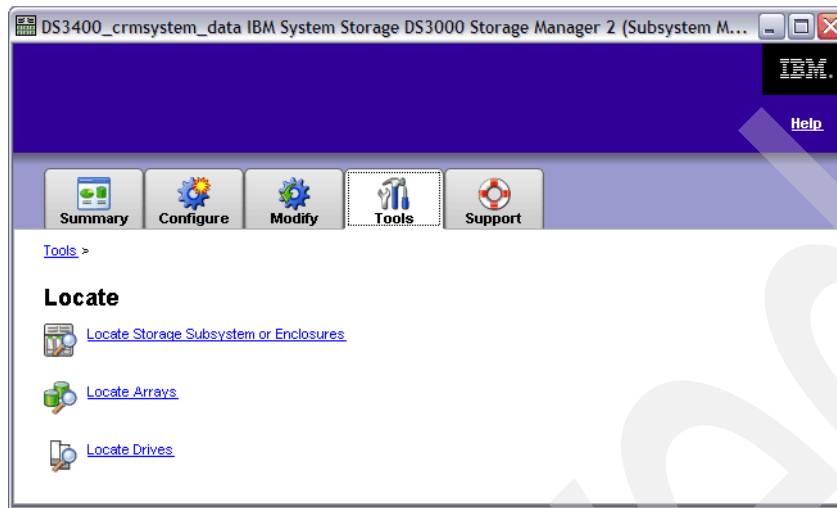 DS3400_crmsystem_data IBM System Storage DS3000 Storage Manager 2 (Subsystem M...
IBM.
Help
Summary
Configure
Modify
Tools
Support
Tools >
Locate
Locate Storage Subsystem or Enclosures
Locate Arrays
Locate Drives